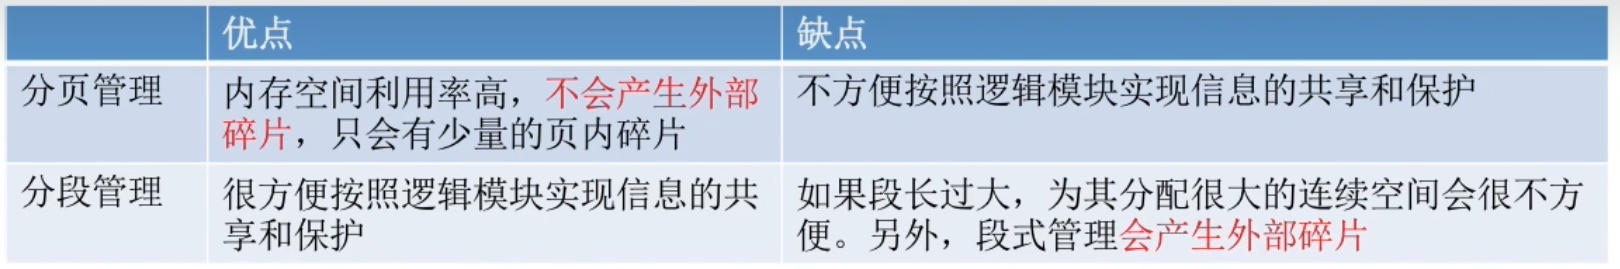 优点
缺点
分页管理
内存空间利用率高，不会产生外部
碎片，只会有少量的页内碎片
不方便按照逻辑模块实现信息的共享和保护
分段管理
很方便按照逻辑模块实现信息的共
享和保护
如果段长过大，为其分配很大的连续空间会很不方
便。另外，段式管理会产生外部碎片